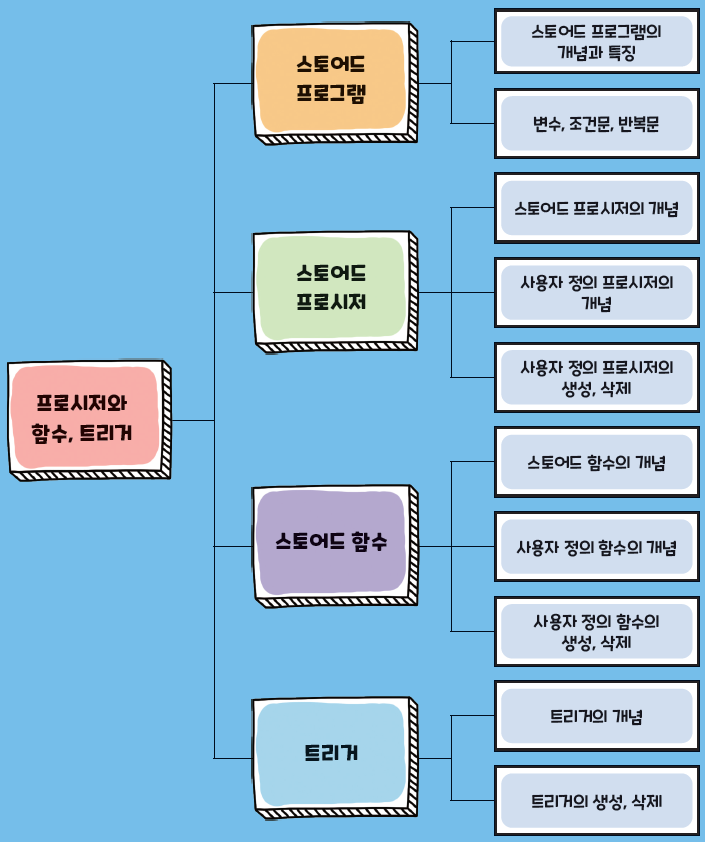 프로시저와
함수, 트리거
스토어드
프로그램
스토어드 프로그램의
개념과 특징
변수, 조건문, 반복문
스토어드
프로시저
스토어드 프로시저의 개념
사용자 정의 프로시저의
개념
사용자 정의 프로시저의
생성, 삭제
스토어드 함수
스토어드 함수의 개념
사용자 정의 함수의 개념
사용자 정의 함수의
생성, 삭제
트리거
트리거의 개념
트리거의 생성, 삭제